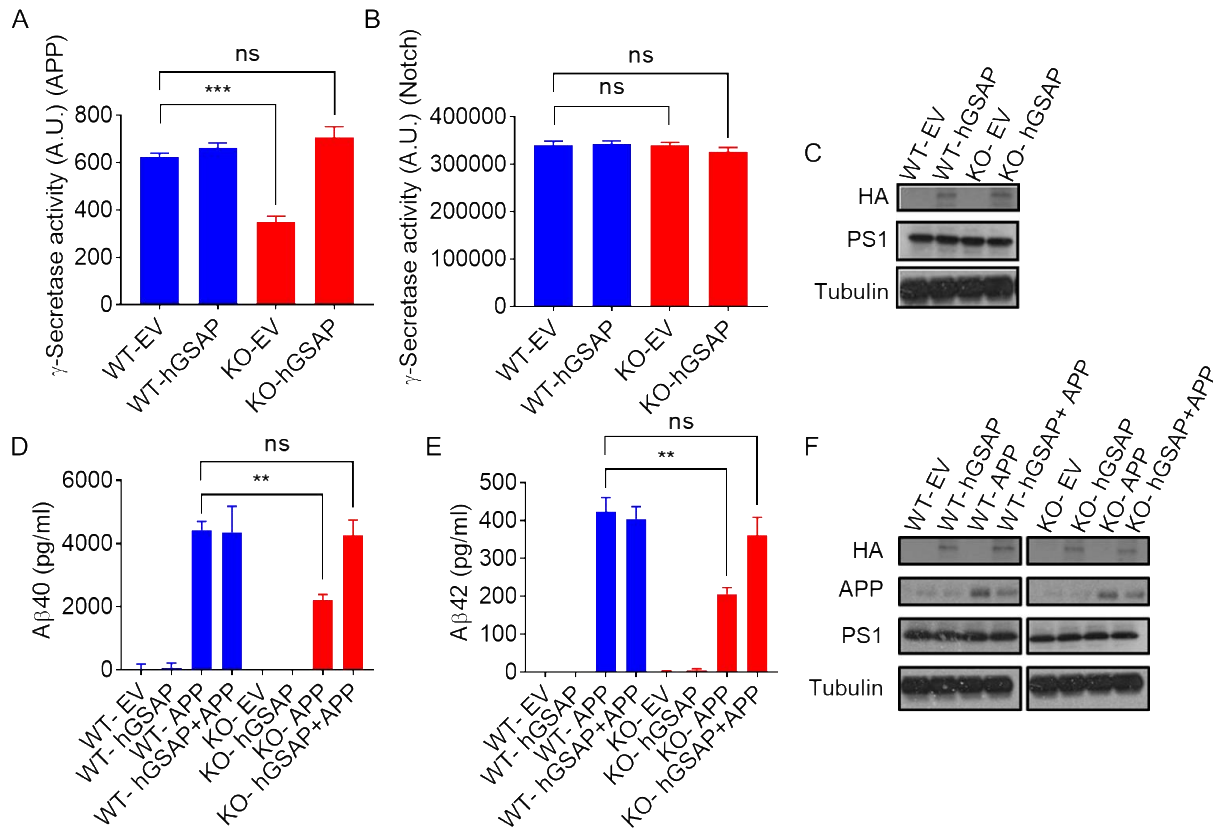 A
γ-Secretase activity (A.U.) (APP)
ns
***
800
600
400
200
0
WT-EV
WT-hGSAP
KO-EV
KO-hGSAP
B
γ-Secretase activity (A.U.) (Notch)
ns
ns
400000
300000
200000
100000
0
WT-EV
WT-hGSAP
KO-EV
KO-hGSAP
C
WT-EV
WT-hGSAP
KO- EV
KO- hGSAP
HA
PS1
Tubulin
D
Aβ40 (pg/ml)
ns
**
6000
4000
2000
0
WT- EV
WT- hGSAP
WT- APP
WT- hGSAP+APP
KO- EV
KO- hGSAP
KO- APP
KO- hGSAP+APP
E
Aβ42 (pg/ml)
ns
**
500
400
300
200
100
0
WT- EV
WT- hGSAP
WT- APP
WT- hGSAP+APP
KO- EV
KO- hGSAP
KO- APP
KO- hGSAP+APP
F
WT- EV
WT- hGSAP
WT- APP
WT- hGSAP+ APP
KO- EV
KO- hGSAP
KO- APP
KO- hGSAP+APP
HA
APP
PS1
Tubulin